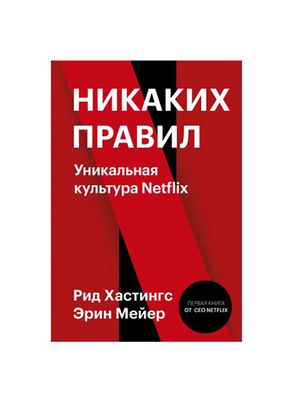 НИКАКИХ
ПРАВИЛ
Уникальная
культура Netflix
Рид Хастингс
Эрин Мейер
ПЕРВАЯ КНИГА
ОТ CEO NETFLIX